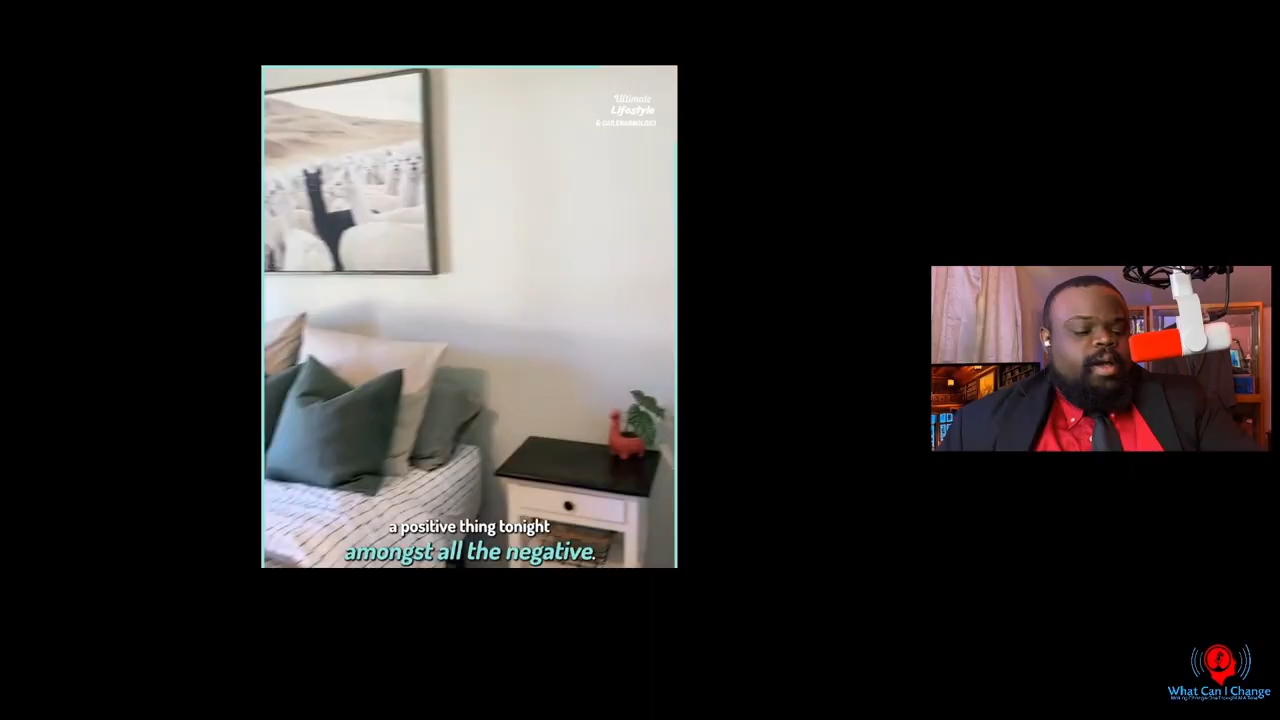 Ultimate
Lifestyle
a positive thing tonight
amongst all the negative.
What Can I Change